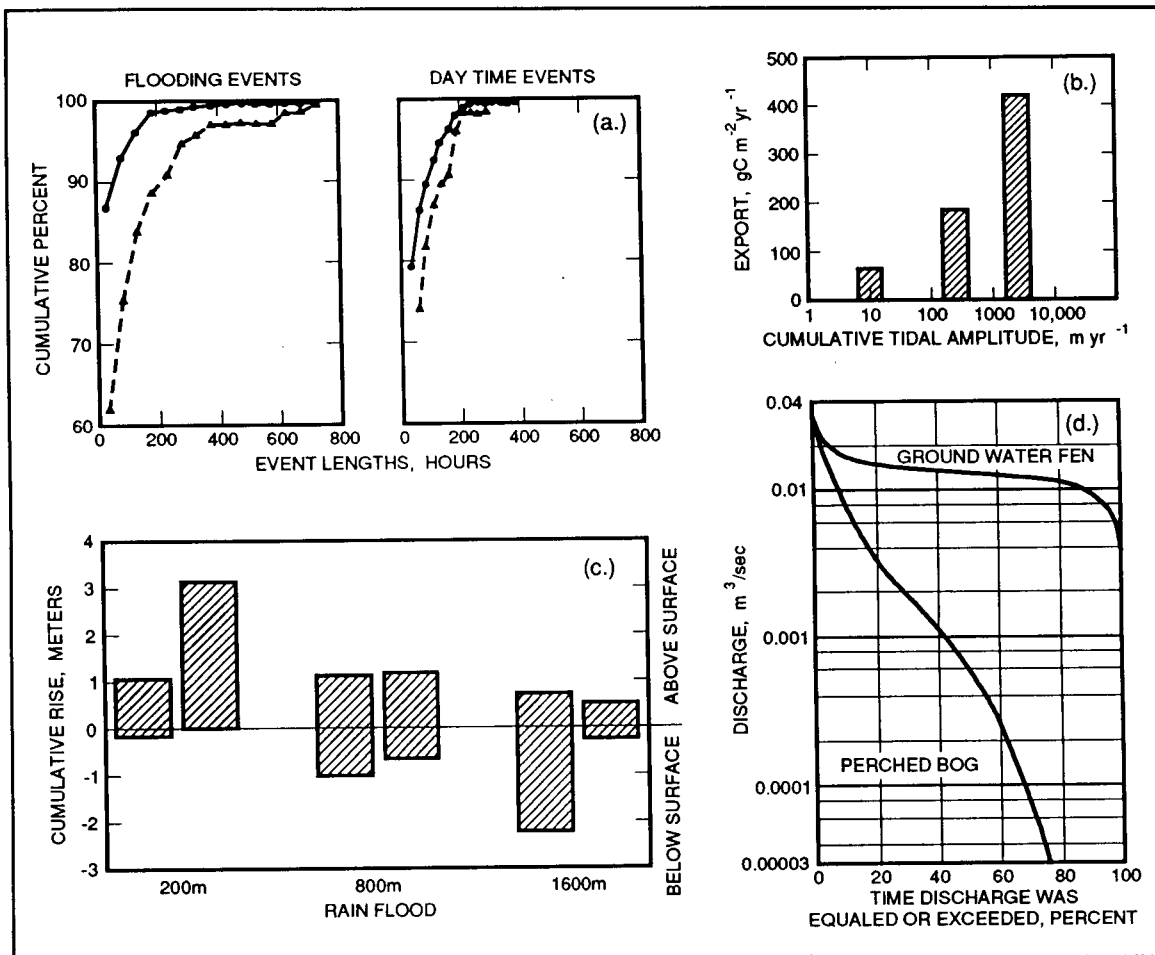 FLOODING EVENTS
DAY TIME EVENTS
(a.)
CUMULATIVE PERCENT
100
90
80
70
60
0
200
400
600
800
0
200
400
600
800
EVENT LENGTHS, HOURS
(b.)
EXPORT, gC m⁻² yr⁻¹
500
400
300
200
100
0
1
10
100
1000
10,000
CUMULATIVE TIDAL AMPLITUDE, m yr⁻¹
(c.)
CUMULATIVE RISE, METERS
4
3
2
1
0
-1
-2
-3
200m
800m
1600m
RAIN FLOOD
BELOW SURFACE ABOVE SURFACE
(d.)
DISCHARGE, m³/sec
0.04
0.01
0.001
0.0001
0.00003
GROUND WATER FEN
PERCHED BOG
0
20
40
60
80
100
TIME DISCHARGE WAS
EQUALED OR EXCEEDED, PERCENT